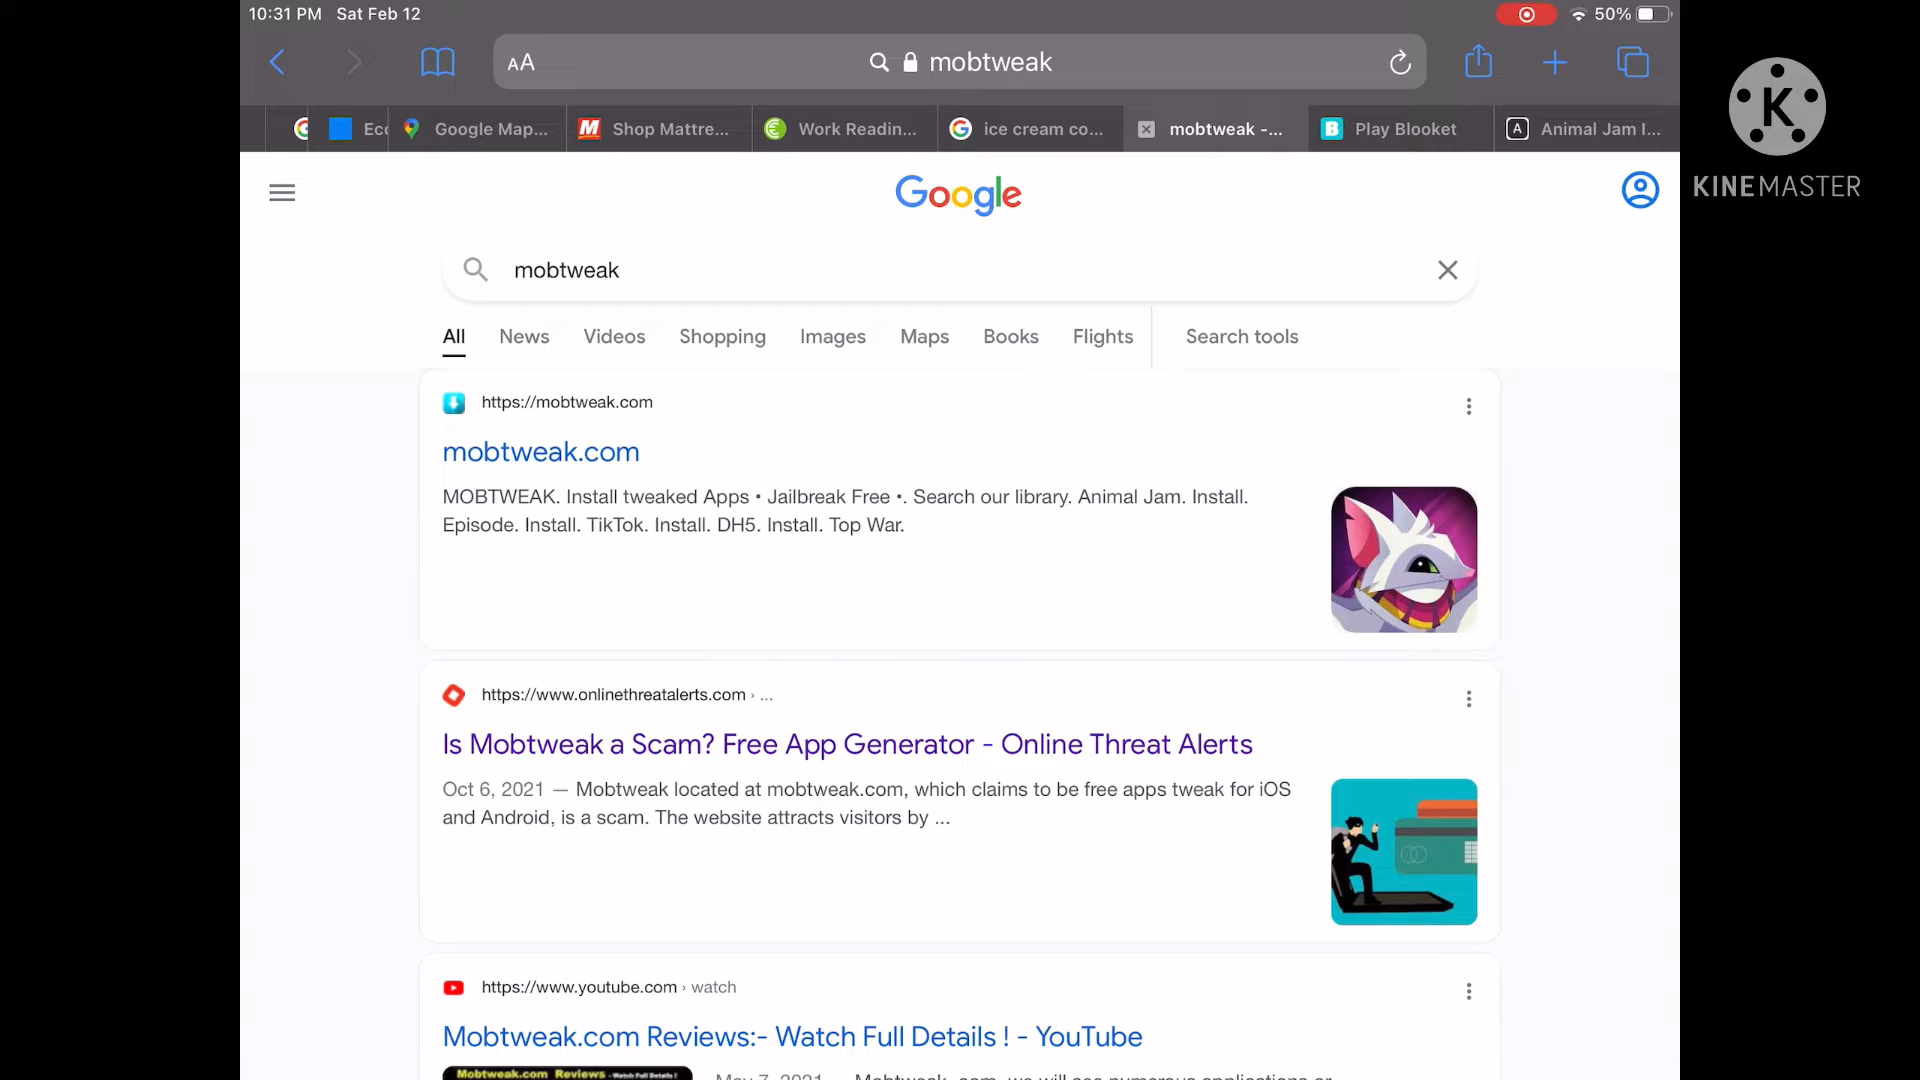 10:31 PM Sat Feb 12
50%
AA mobtweak
Google Map...
Shop Mattre...
Work Readin...
ice cream co...
mobtweak -...
Play Blooket
Animal Jam I...
KINEMASTER
Google
mobtweak
All News Videos Shopping Images Maps Books Flights Search tools
https://mobtweak.com
mobtweak.com
MOBTWEAK. Install tweaked Apps • Jailbreak Free •. Search our library. Animal Jam. Install.
Episode. Install. TikTok. Install. DH5. Install. Top War.
https://www.onlinethreatalerts.com › ...
Is Mobtweak a Scam? Free App Generator - Online Threat Alerts
Oct 6, 2021 — Mobtweak located at mobtweak.com, which claims to be free apps tweak for iOS
and Android, is a scam. The website attracts visitors by ...
https://www.youtube.com › watch
Mobtweak.com Reviews:- Watch Full Details ! - YouTube
Mobtweak.com Reviews - Watch Full Details !